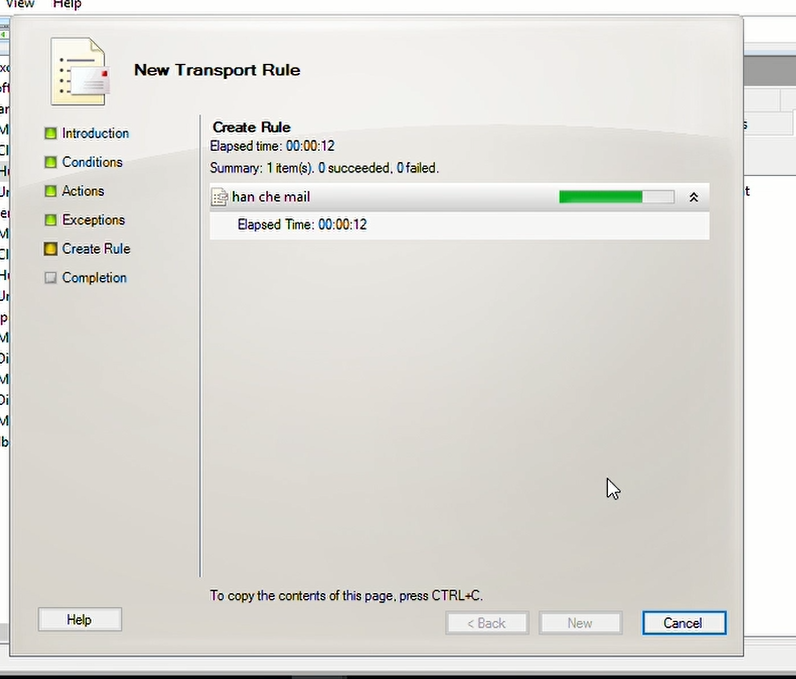 View Help
New Transport Rule
Introduction
Conditions
Actions
Exceptions
Create Rule
Completion
Create Rule
Elapsed time: 00:00:12
Summary: 1 item(s). 0 succeeded, 0 failed.
han che mail
Elapsed Time: 00:00:12
To copy the contents of this page, press CTRL+C.
Help
< Back
New
Cancel